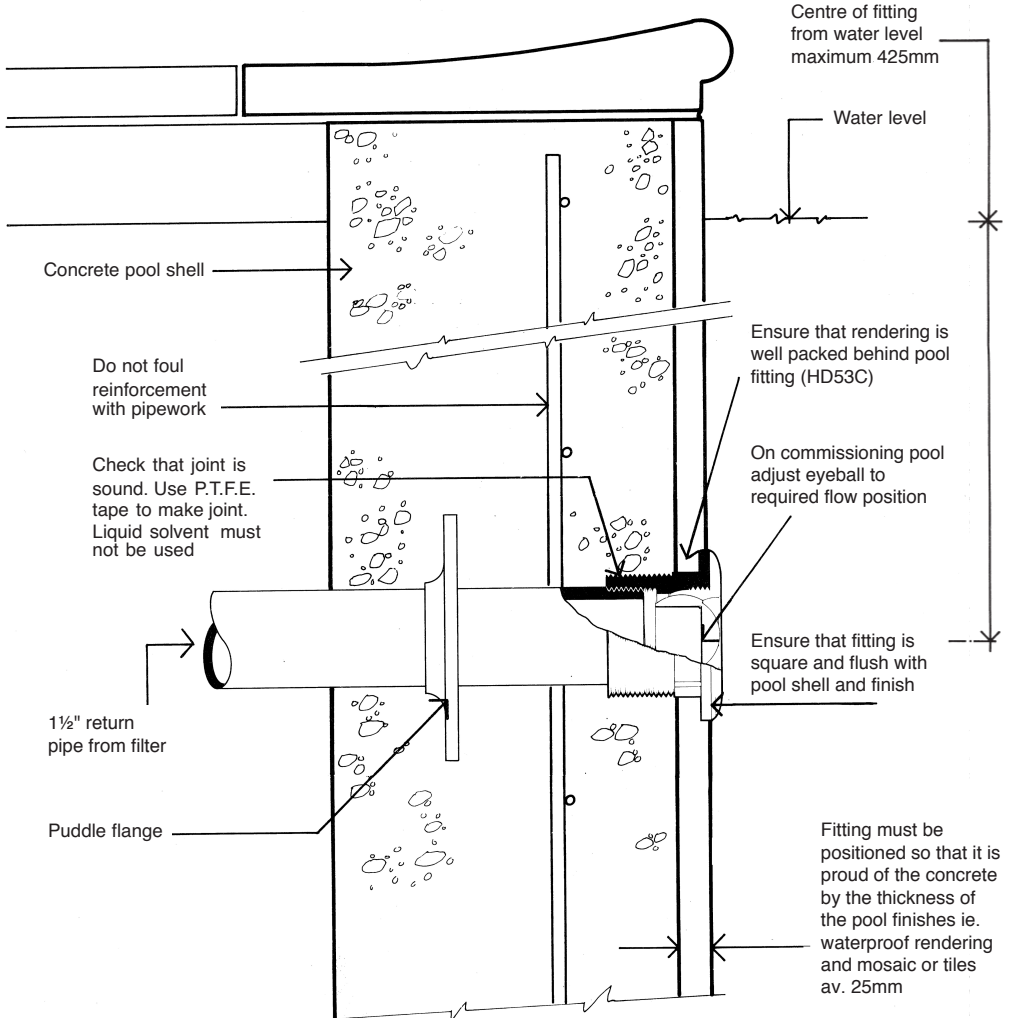 Centre of fitting
from water level
maximum 425mm
Water level
Concrete pool shell
Ensure that rendering is
well packed behind pool
fitting (HD53C)
Do not foul
reinforcement
with pipework
On commissioning pool
adjust eyeball to
required flow position
Check that joint is
sound. Use P.T.F.E.
tape to make joint.
Liquid solvent must
not be used
Ensure that fitting is
square and flush with
pool shell and finish
1½" return
pipe from filter
Puddle flange
Fitting must be
positioned so that it is
proud of the concrete
by the thickness of
the pool finishes ie.
waterproof rendering
and mosaic or tiles
av. 25mm